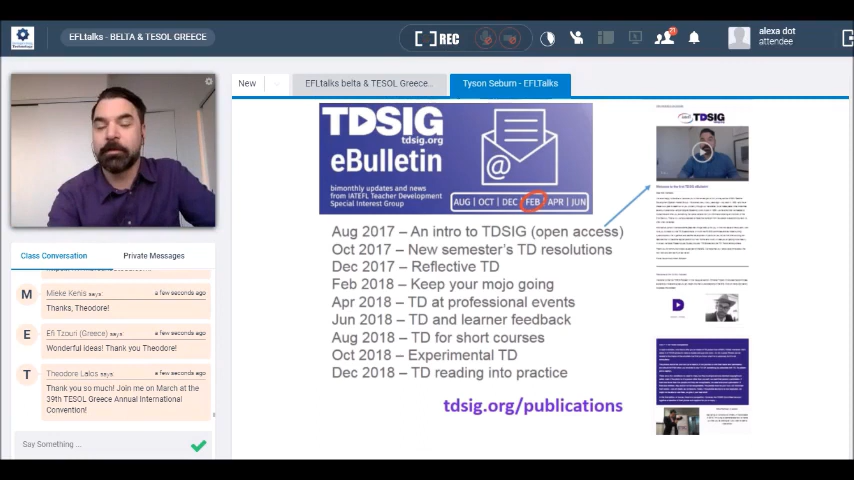 EFLtalks - BELTA & TESOL GREECE
REC
21
alexa dot
attendee
New
EFLtalks belta & TESOL Greece...
Tyson Seburn - EFLTalks
TDSIG
tdsig.org
eBulletin
bimonthly updates and news
from IATEFL Teacher Development
Special Interest Group
@
AUG | OCT | DEC | FEB | APR | JUN
TDSIG
Aug 2017 – An intro to TDSIG (open access)
Oct 2017 – New semester's TD resolutions
Dec 2017 – Reflective TD
Feb 2018 – Keep your mojo going
Apr 2018 – TD at professional events
Jun 2018 – TD and learner feedback
Aug 2018 – TD for short courses
Oct 2018 – Experimental TD
Dec 2018 – TD reading into practice
tdsig.org/publications
Class Conversation
Private Messages
M
Mieke Kenis says:
a few seconds ago
Thanks, Theodore!
E
Efi Tzouri (Greece) says:
a few seconds ago
Wonderful ideas! Thank you Theodore!
T
Theodore Lalos says:
a few seconds ago
Thank you so much! Join me on March at the
39th TESOL Greece Annual International
Convention!
Say Something ...